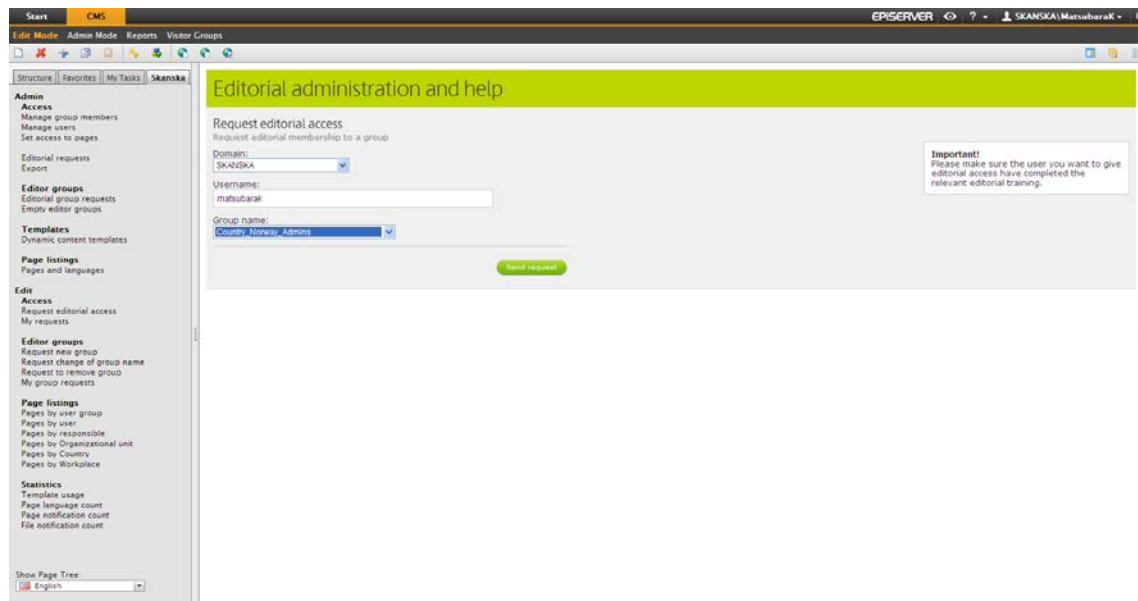 Start CMS EPiSERVER ? SKANSKA\MatsubaraK
Edit Mode Admin Mode Reports Visitor Groups
Structure Favorites My Tasks Skanska
Admin
Access
Manage group members
Manage users
Set access to pages
Editorial requests
Export
Editor groups
Editorial group requests
Empty editor groups
Templates
Dynamic content templates
Page listings
Pages and languages
Edit
Access
Request editorial access
My requests
Editor groups
Request new group
Request change of group name
Request to remove group
My group requests
Page listings
Pages by user group
Pages by user
Pages by responsible
Pages by Organizational unit
Pages by Country
Pages by Workplace
Statistics
Template usage
Page language count
Page notification count
File notification count
Show Page Tree:
English
Editorial administration and help
Request editorial access
Request editorial membership to a group
Domain:
SKANSKA
Username:
matsubarak
Group name:
Country_Norway_Admins
Send request
Important!
Please make sure the user you want to give
editorial access have completed the
relevant editorial training.